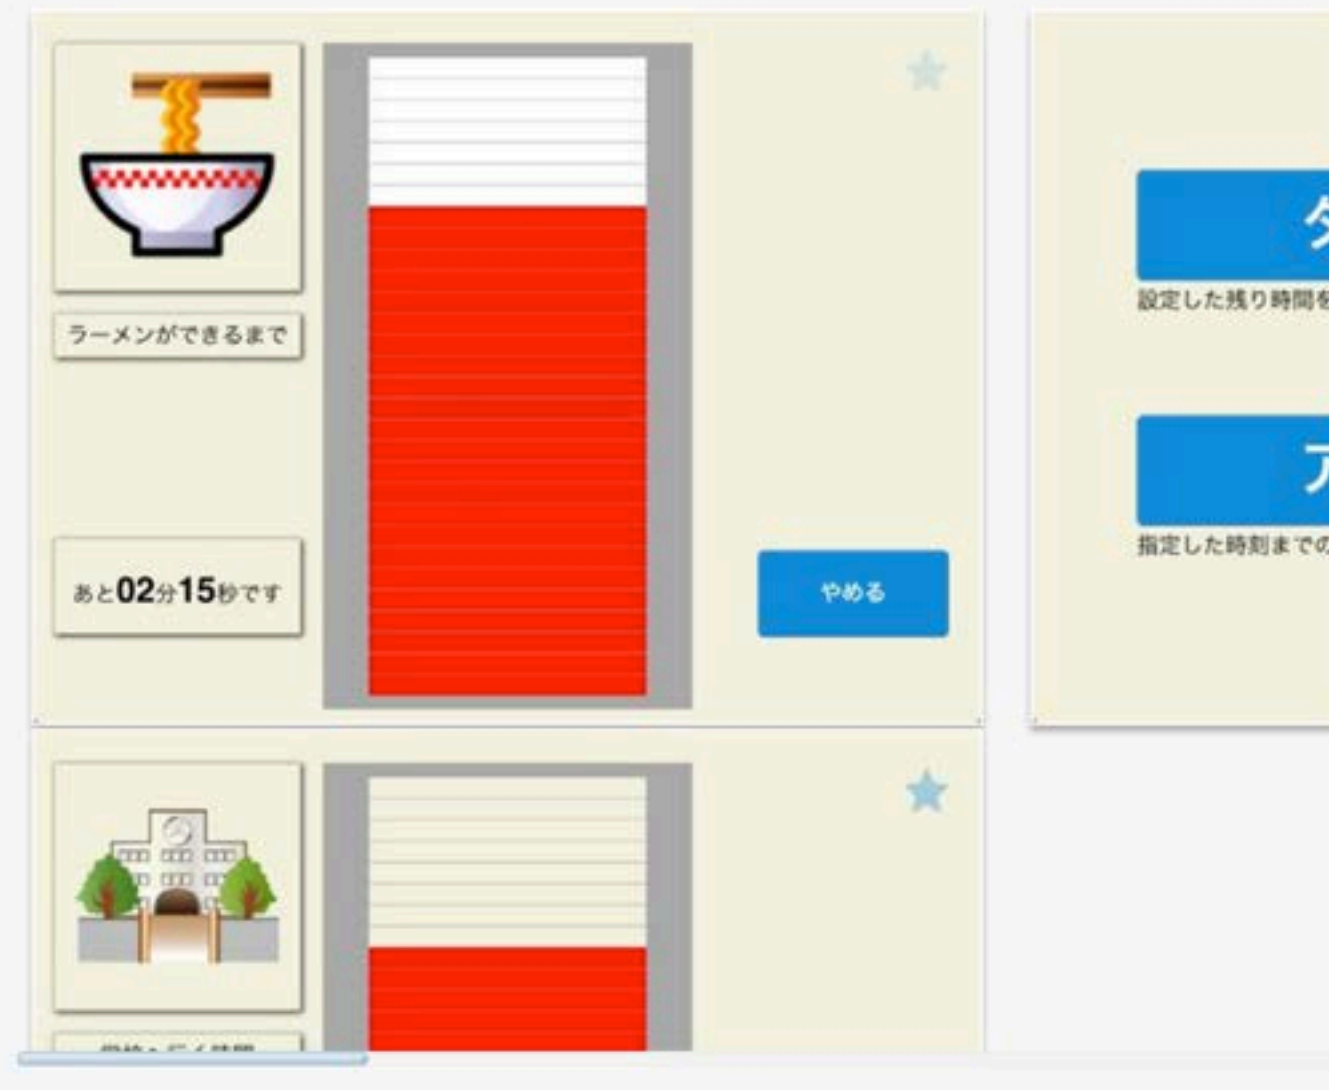 ラーメンができるまで
あと02分15秒です
やめる
設定した残り時間を
ア
指定した時刻までの